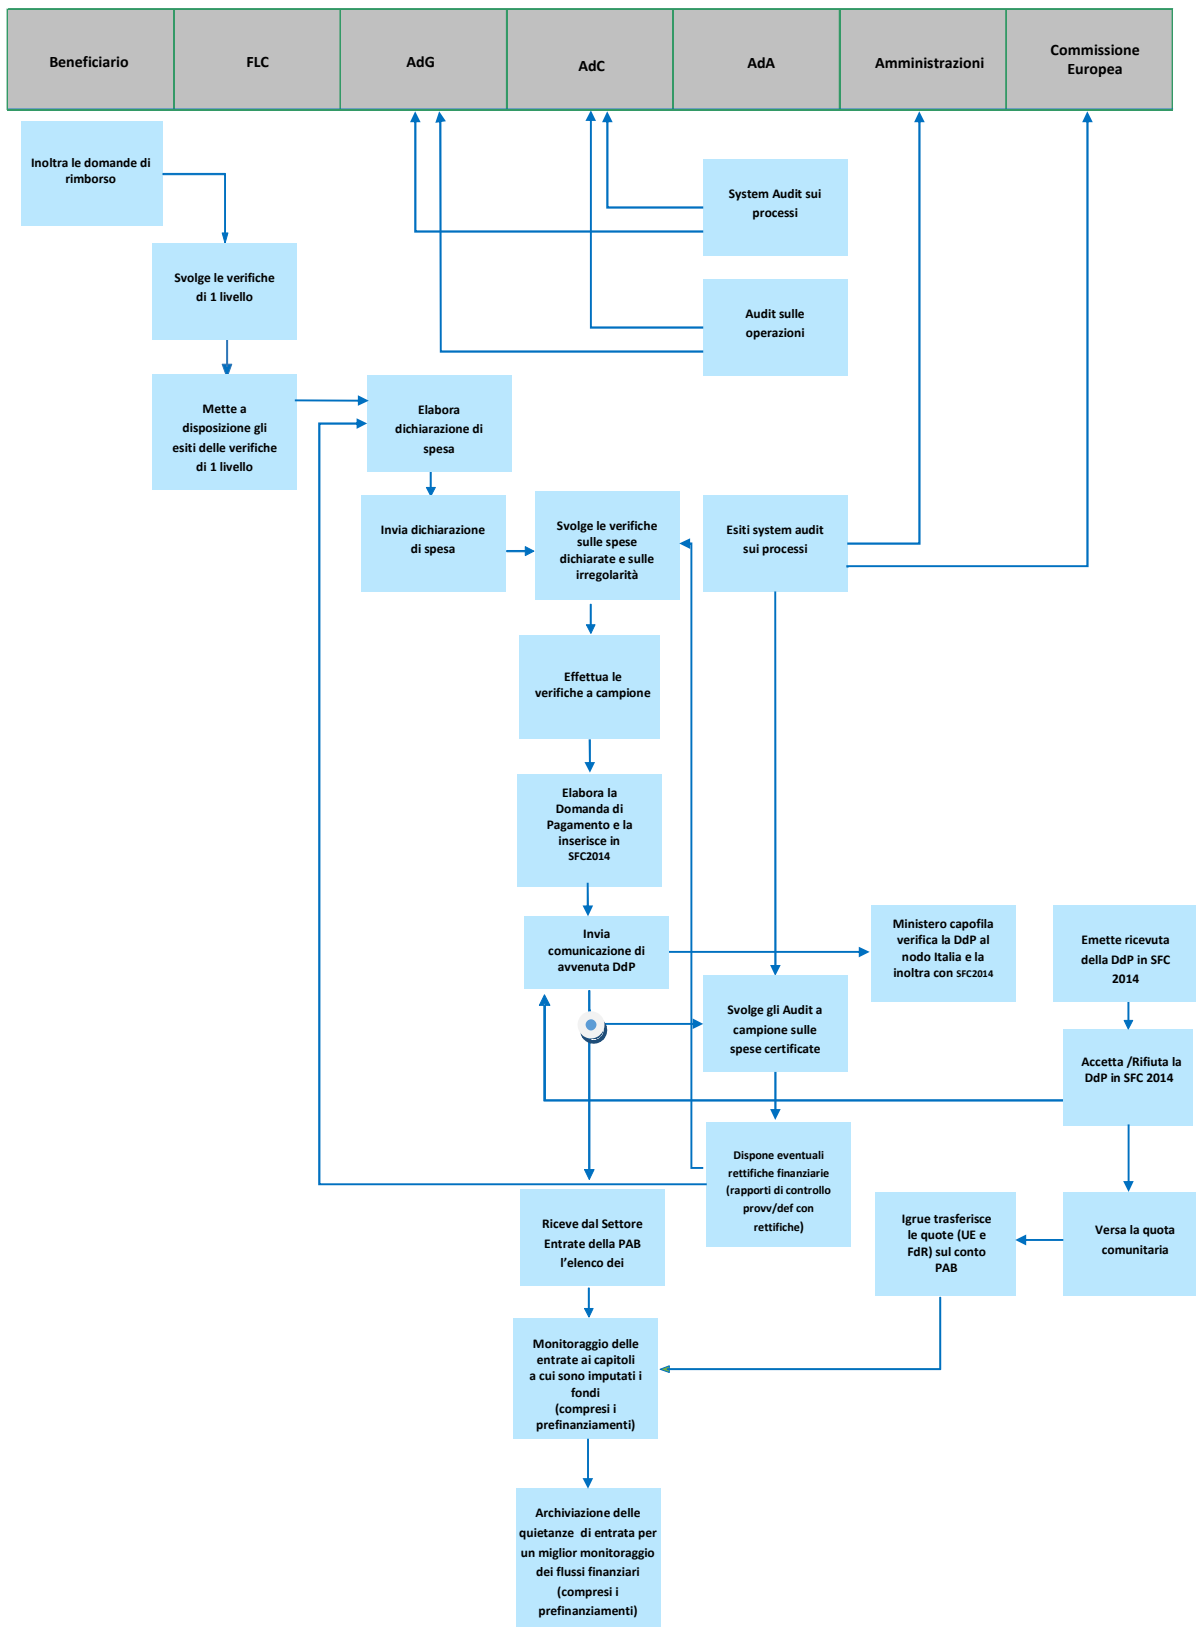 Beneficiario
FLC
AdG
AdC
AdA
Amministrazioni
Commissione
Europea
Inoltra le domande di
rimborso
System Audit sui
processi
Svolge le verifiche
di 1 livello
Audit sulle
operazioni
Mette a
disposizione gli
esiti delle verifiche
di 1 livello
Elabora
dichiarazione di
spesa
Invia dichiarazione
di spesa
Svolge le verifiche
sulle spese
dichiarate e sulle
irregolarità
Esiti system audit
sui processi
Effettua le
verifiche a campione
Elabora la
Domanda di
Pagamento e la
inserisce in
SFC2014
Invia
comunicazione di
avvenuta DdP
Ministero capofila
verifica la DdP al
nodo Italia e la
inoltra con SFC2014
Emette ricevuta
della DdP in SFC
2014
Svolge gli Audit a
campione sulle
spese certificate
Accetta /Rifiuta la
DdP in SFC 2014
Dispone eventuali
rettifiche finanziarie
(rapporti di controllo
provv/def con
rettifiche)
Riceve dal Settore
Entrate della PAB
l'elenco dei
Igrue trasferisce
le quote (UE e
FdR) sul conto
PAB
Versa la quota
comunitaria
Monitoraggio delle
entrate ai capitoli
a cui sono imputati i
fondi
(compresi i
prefinanziamenti)
Archiviazione delle
quietanze di entrata per
un miglior monitoraggio
dei flussi finanziari
(compresi i
prefinanziamenti)